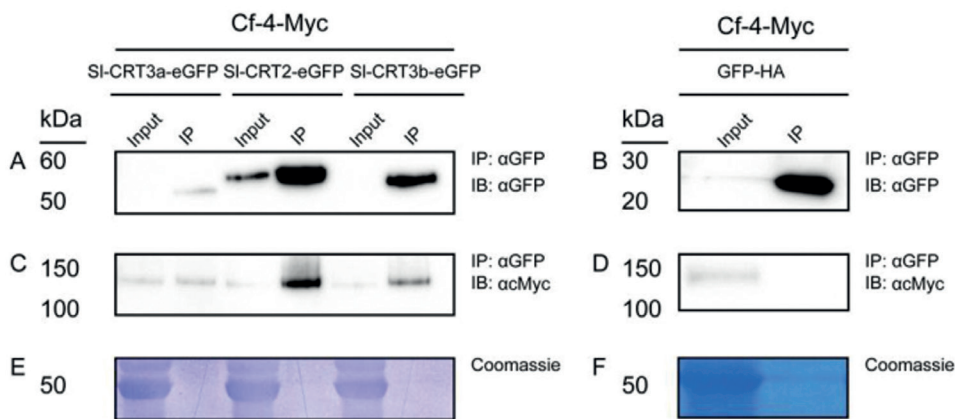 Cf-4-Myc
Sl-CRT3a-eGFP Sl-CRT2-eGFP Sl-CRT3b-eGFP
kDa
Input IP Input IP Input IP
A 60 IP: αGFP
50 IB: αGFP
C 150 IP: αGFP
100 IB: αcMyc
E 50 Coomassie
Cf-4-Myc
GFP-HA
kDa
Input IP
B 30 IP: αGFP
20 IB: αGFP
D 150 IP: αGFP
100 IB: αcMyc
F 50 Coomassie